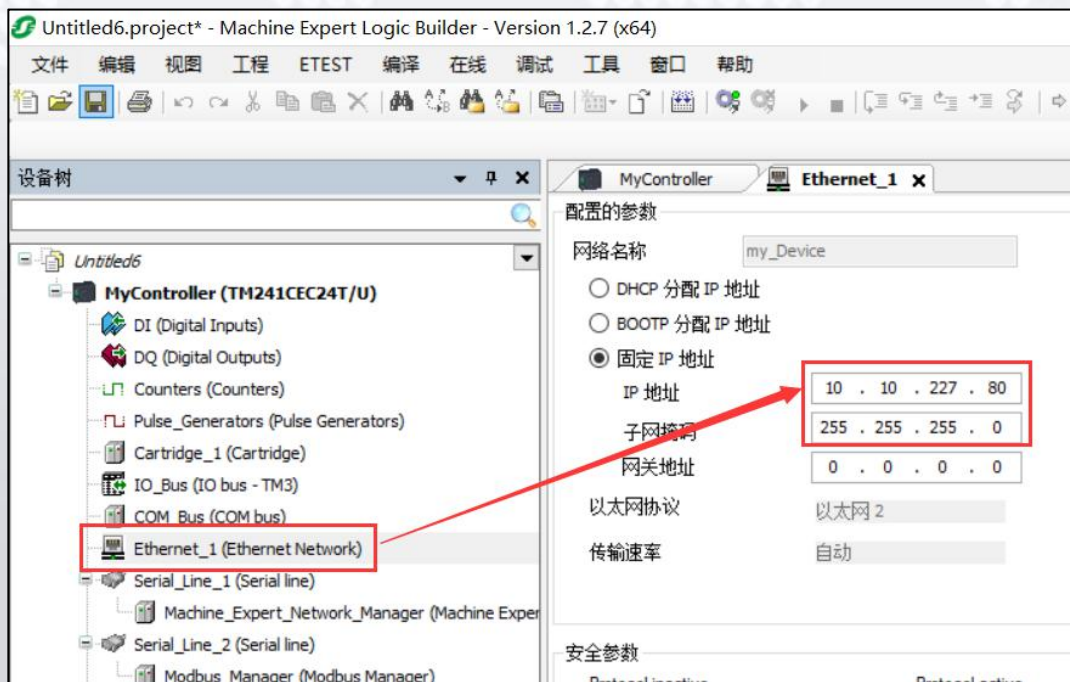 Untitled6.project* - Machine Expert Logic Builder - Version 1.2.7 (x64)
文件 编辑 视图 工程 ETEST 编译 在线 调试 工具 窗口 帮助
设备树
MyController Ethernet_1
Untitled6
MyController (TM241CEC24T/U)
DI (Digital Inputs)
DQ (Digital Outputs)
Counters (Counters)
Pulse_Generators (Pulse Generators)
Cartridge_1 (Cartridge)
IO_Bus (IO bus - TM3)
COM_Bus (COM bus)
Ethernet_1 (Ethernet Network)
Serial_Line_1 (Serial line)
Machine_Expert_Network_Manager (Machine Exper
Serial_Line_2 (Serial line)
Modbus_Manager (Modbus Manager)
配置的参数
网络名称 my_Device
DHCP 分配 IP 地址
BOOTP 分配 IP 地址
固定 IP 地址
IP 地址 10 . 10 . 227 . 80
子网掩码 255 . 255 . 255 . 0
网关地址 0 . 0 . 0 . 0
以太网协议 以太网 2
传输速率 自动
安全参数
Protocol inactive Protocol active